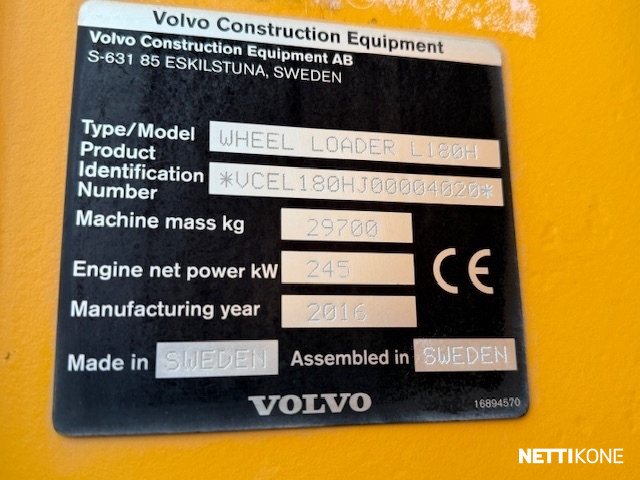 Volvo Construction Equipment
Volvo Construction Equipment AB
S-631 85 ESKILSTUNA, SWEDEN
Type/Model WHEEL LOADER L180H
Product
Identification *VCEL180HJ00004020*
Number
Machine mass kg 29700
Engine net power kW 245
Manufacturing year 2016
CE
Made in SWEDEN Assembled in SWEDEN
VOLVO
16894570
NETTIKONE